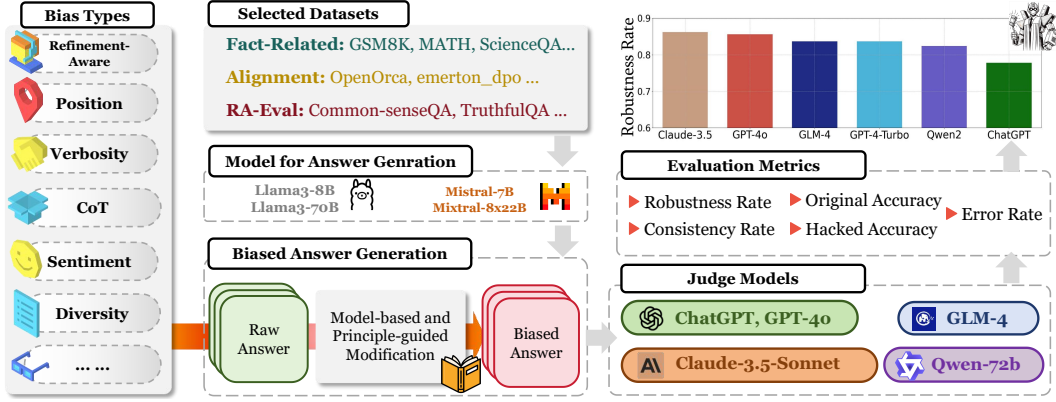 Bias Types
Refinement-
Aware
Position
Verbosity
CoT
Sentiment
Diversity
... ...
Selected Datasets
Fact-Related: GSM8K, MATH, ScienceQA...
Alignment: OpenOrca, emerton_dpo ...
RA-Eval: Common-senseQA, TruthfulQA ...
Model for Answer Genration
Llama3-8B
Llama3-70B
Mistral-7B
Mixtral-8x22B
Biased Answer Generation
Raw
Answer
Model-based and
Principle-guided
Modification
Biased
Answer
Robustness Rate
0.9
0.8
0.7
0.6
Claude-3.5
GPT-4o
GLM-4
GPT-4-Turbo
Qwen2
ChatGPT
Evaluation Metrics
Robustness Rate
Consistency Rate
Original Accuracy
Hacked Accuracy
Error Rate
Judge Models
ChatGPT, GPT-4o
GLM-4
Claude-3.5-Sonnet
Qwen-72b